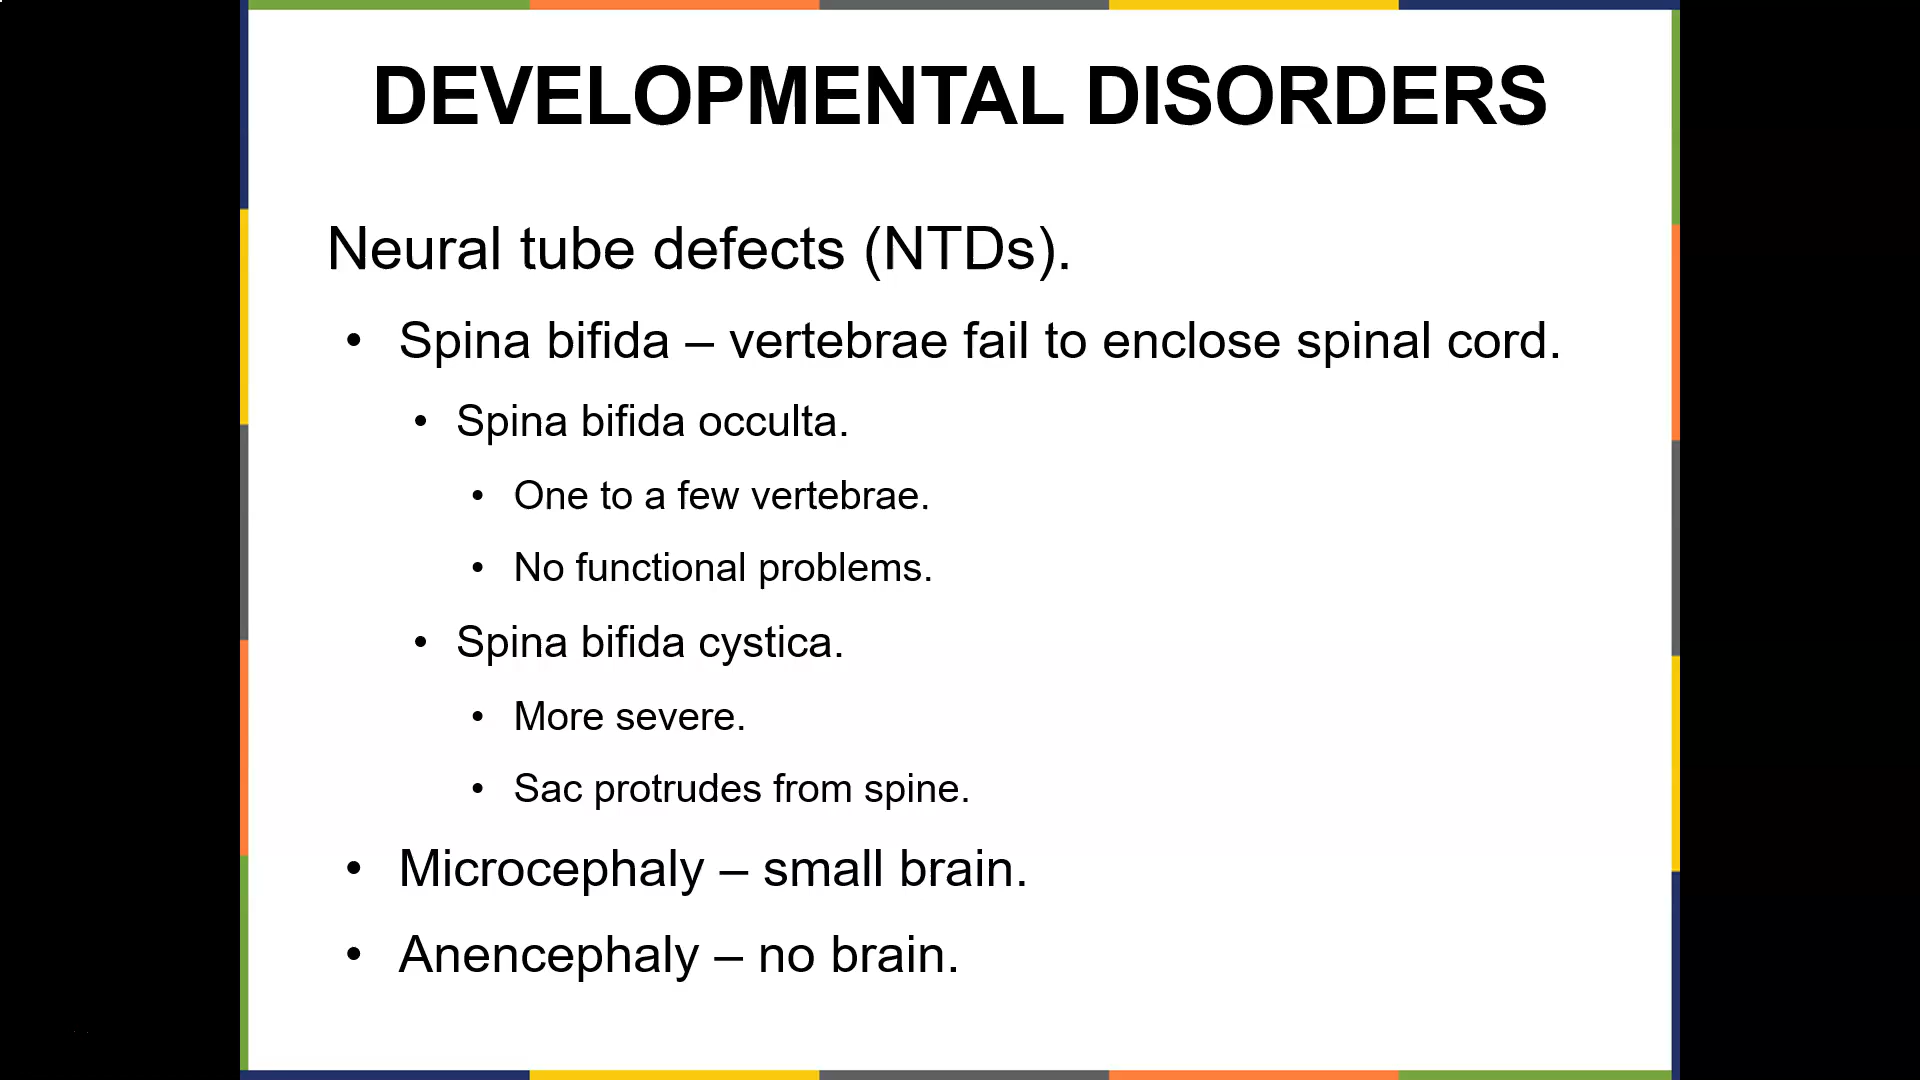 DEVELOPMENTAL DISORDERS
Neural tube defects (NTDs).
• Spina bifida – vertebrae fail to enclose spinal cord.
• Spina bifida occulta.
• One to a few vertebrae.
• No functional problems.
• Spina bifida cystica.
• More severe.
• Sac protrudes from spine.
• Microcephaly – small brain.
• Anencephaly – no brain.